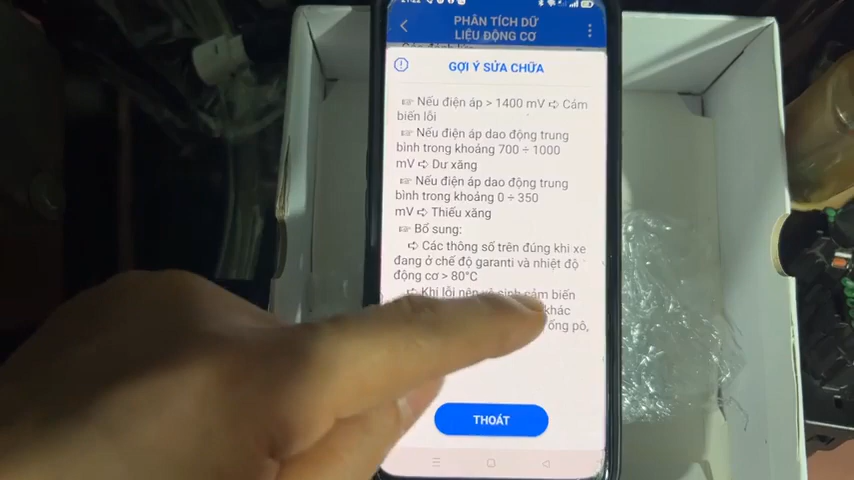 PHÂN TÍCH DỮ
LIỆU ĐỘNG CƠ
GỢI Ý SỬA CHỮA
☞ Nếu điện áp > 1400 mV ➩ Cảm
biến lỗi
☞ Nếu điện áp dao động trung
bình trong khoảng 700 ÷ 1000
mV ➩ Dư xăng
☞ Nếu điện áp dao động trung
bình trong khoảng 0 ÷ 350
mV ➩ Thiếu xăng
☞ Bổ sung:
➩ Các thông số trên đúng khi xe
đang ở chế độ garanti và nhiệt độ
động cơ > 80°C
➩ Khi lỗi nên vệ sinh cảm biến
khác
ống pô,
THOÁT